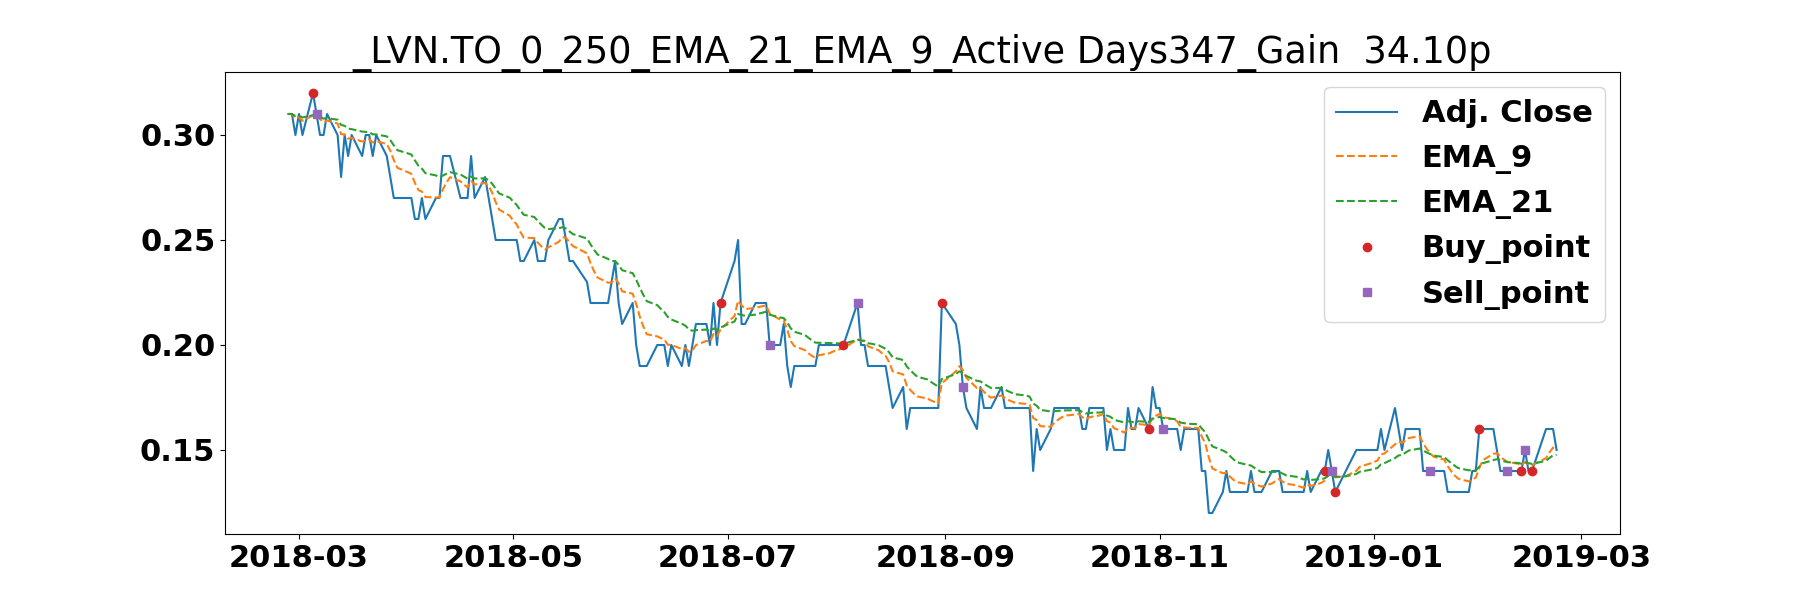 _LVN.TO_0_250_EMA_21_EMA_9_Active Days347_Gain  34.10p
Adj. Close
EMA_9
EMA_21
Buy_point
Sell_point
0.30
0.25
0.20
0.15
2018-03 2018-05 2018-07 2018-09 2018-11 2019-01 2019-03